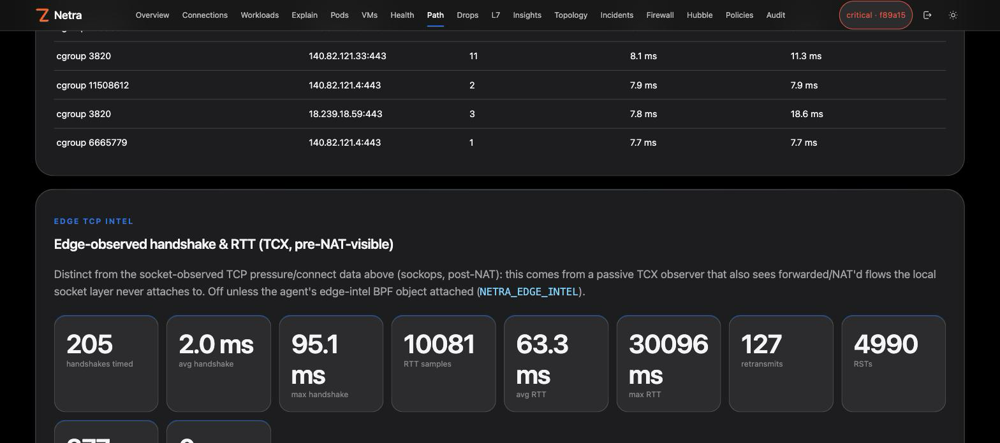 Netra
Overview Connections Workloads Explain Pods VMs Health Path Drops L7 Insights Topology Incidents Firewall Hubble Policies Audit
critical · f89a15
cgroup 3820 140.82.121.33:443 11 8.1 ms 11.3 ms
cgroup 11508612 140.82.121.4:443 2 7.9 ms 7.9 ms
cgroup 3820 18.239.18.59:443 3 7.8 ms 18.6 ms
cgroup 6665779 140.82.121.4:443 1 7.7 ms 7.7 ms
EDGE TCP INTEL
Edge-observed handshake & RTT (TCX, pre-NAT-visible)
Distinct from the socket-observed TCP pressure/connect data above (sockops, post-NAT): this comes from a passive TCX observer that also sees forwarded/NAT'd flows the local
socket layer never attaches to. Off unless the agent's edge-intel BPF object attached (NETRA_EDGE_INTEL).
205
handshakes timed
2.0 ms
avg handshake
95.1
ms
max handshake
10081
RTT samples
63.3
ms
avg RTT
30096
ms
max RTT
127
retransmits
4990
RSTs